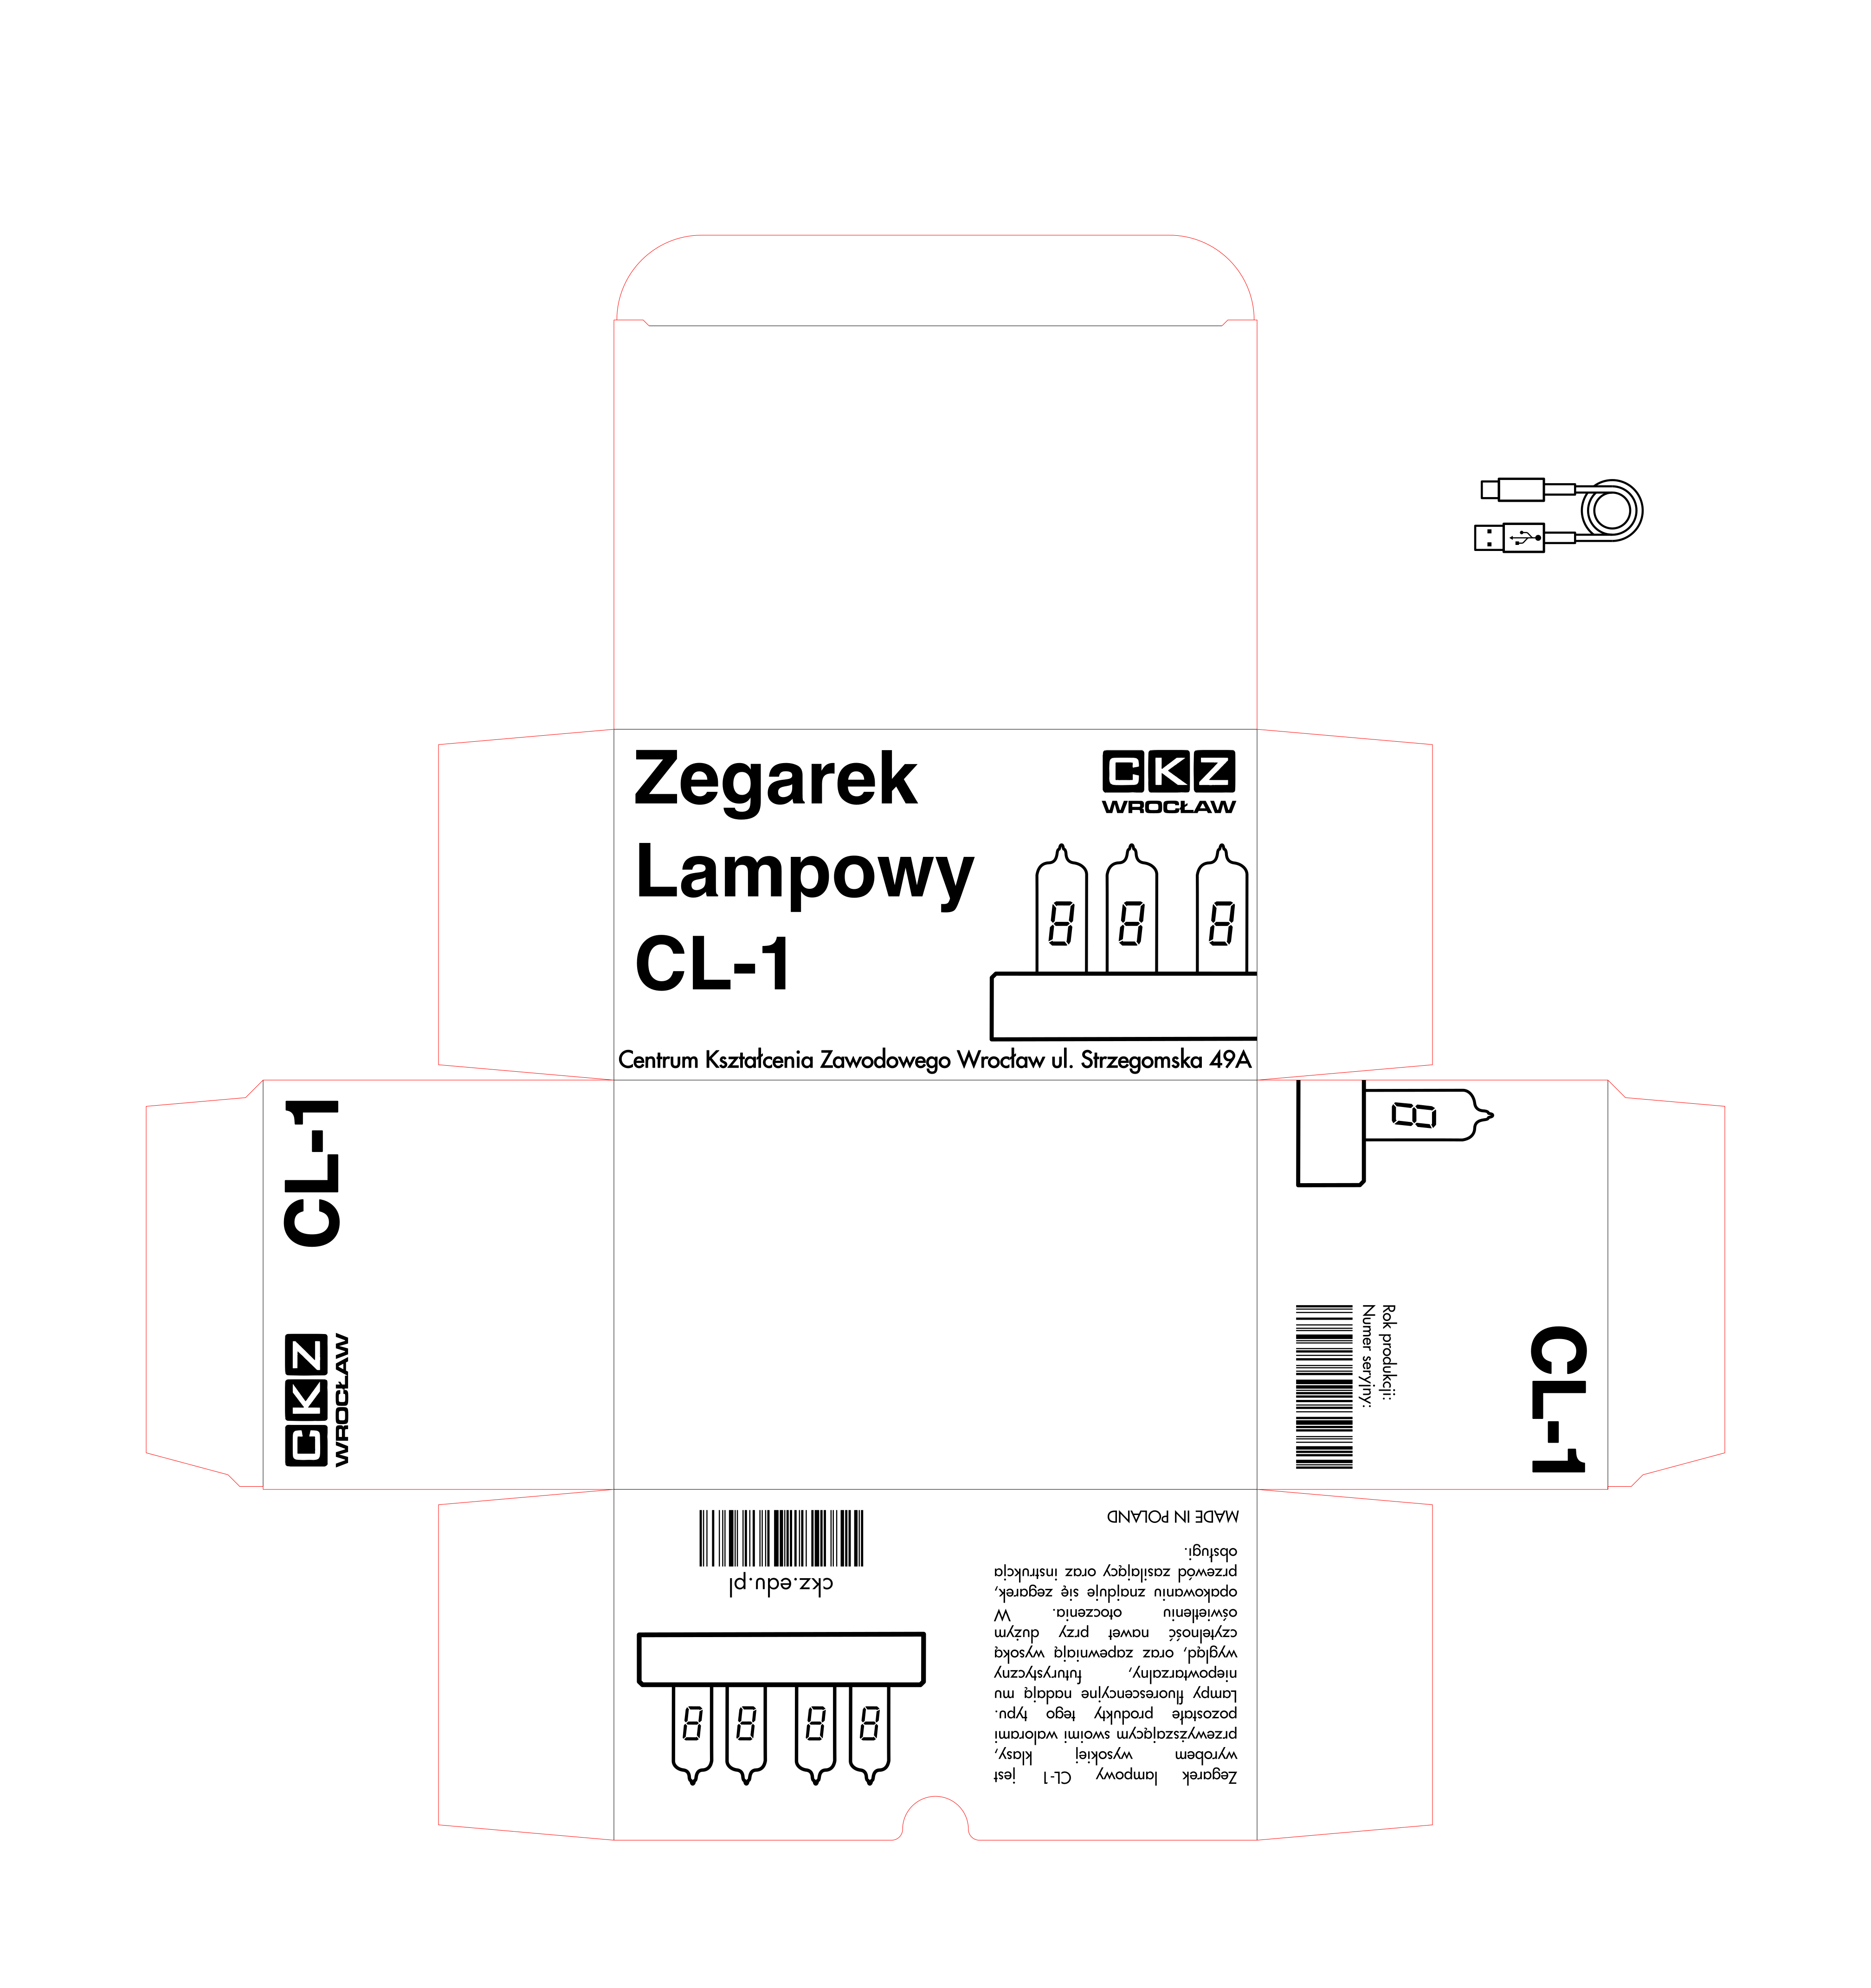 Zegarek
Lampowy
CL-1
CKZ
WROCŁAW
8 8 8
Centrum Kształcenia Zawodowego Wrocław ul. Strzegomska 49A
CL-1
CKZ
WROCŁAW
8
Rok produkcji:
Numer seryjny:
CL-1
Zegarek lampowy CL-1 jest
wyrobem wysokiej klasy,
przewyższającym swoimi walorami
pozostałe produkty tego typu.
Lampy fluorescencyjne nadają mu
niepowtarzalny, futurystyczny
wygląd, oraz zapewniają wysoką
czytelność nawet przy dużym
oświetleniu otoczenia. W
opakowaniu znajduje się zegarek,
przewód zasilający oraz instrukcja
obsługi.
MADE IN POLAND
8 8 8 8
ckz.edu.pl